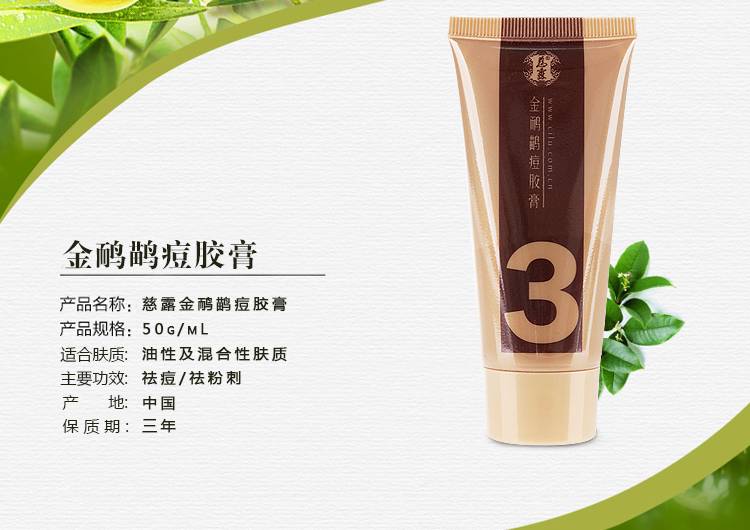 金鸸鹋痘胶膏
产品名称：慈露金鸸鹋痘胶膏
产品规格：50G/ML
适合肤质：油性及混合性肤质
主要功效：祛痘/祛粉刺
产 地：中国
保质期：三年
www.cilu.com.cn
金鸸鹋痘胶膏
3